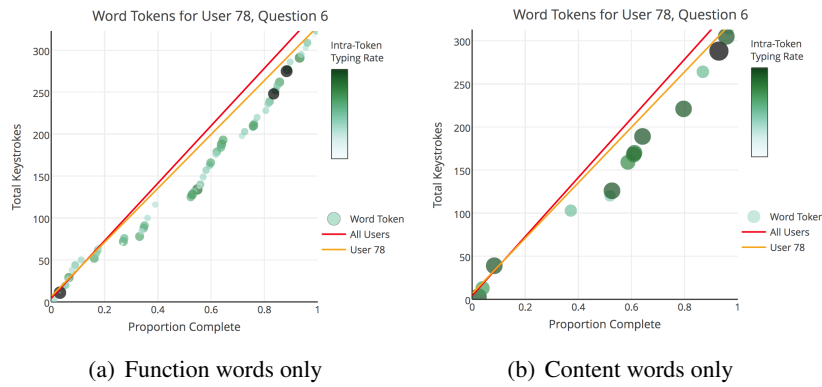 Word Tokens for User 78, Question 6
300
250
200
150
100
50
0
Total Keystrokes
0
0.2
0.4
0.6
0.8
1
Proportion Complete
Intra-Token
Typing Rate
Word Token
All Users
User 78
(a) Function words only
Word Tokens for User 78, Question 6
300
250
200
150
100
50
0
Total Keystrokes
0
0.2
0.4
0.6
0.8
1
Proportion Complete
Intra-Token
Typing Rate
Word Token
All Users
User 78
(b) Content words only